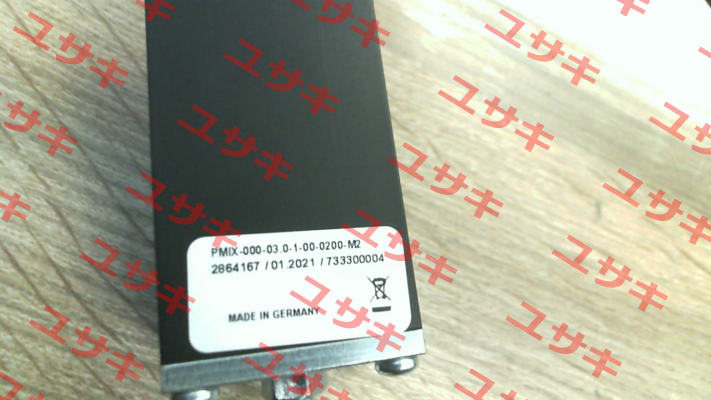 PMIX-000-03.0-1-00-0200-M2
2864167 / 01.2021 / 733300004
MADE IN GERMANY
ユサキ